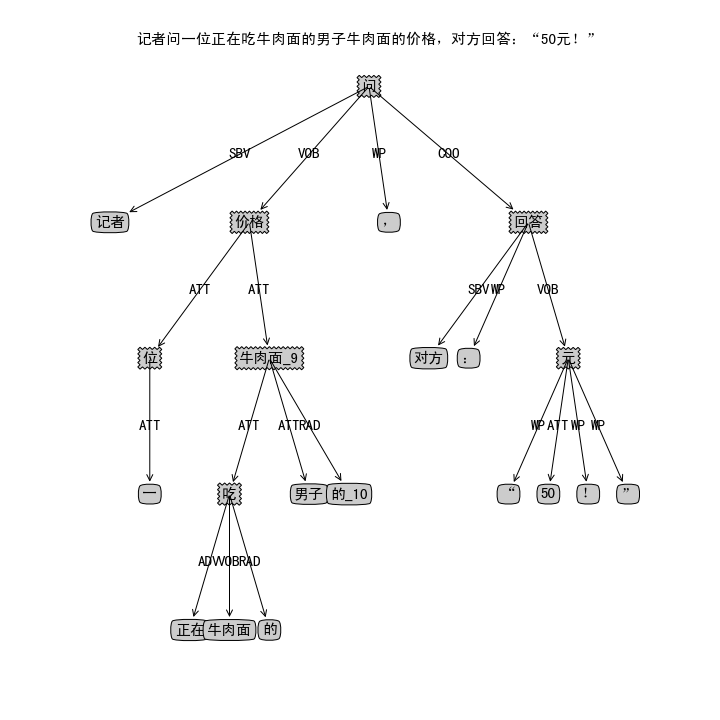 记者问一位正在吃牛肉面的男子牛肉面的价格，对方回答：“50元！”
问
SBV VOB WP COO
记者 价格 ， 回答
ATT ATT SBV WP VOB
位 牛肉面_9 对方 ： 元
ATT ATT ATT RAD WP ATT WP WP
一 吃 男子 的_10 “ 50 ！ ”
ADV VOB RAD
正在 牛肉面 的